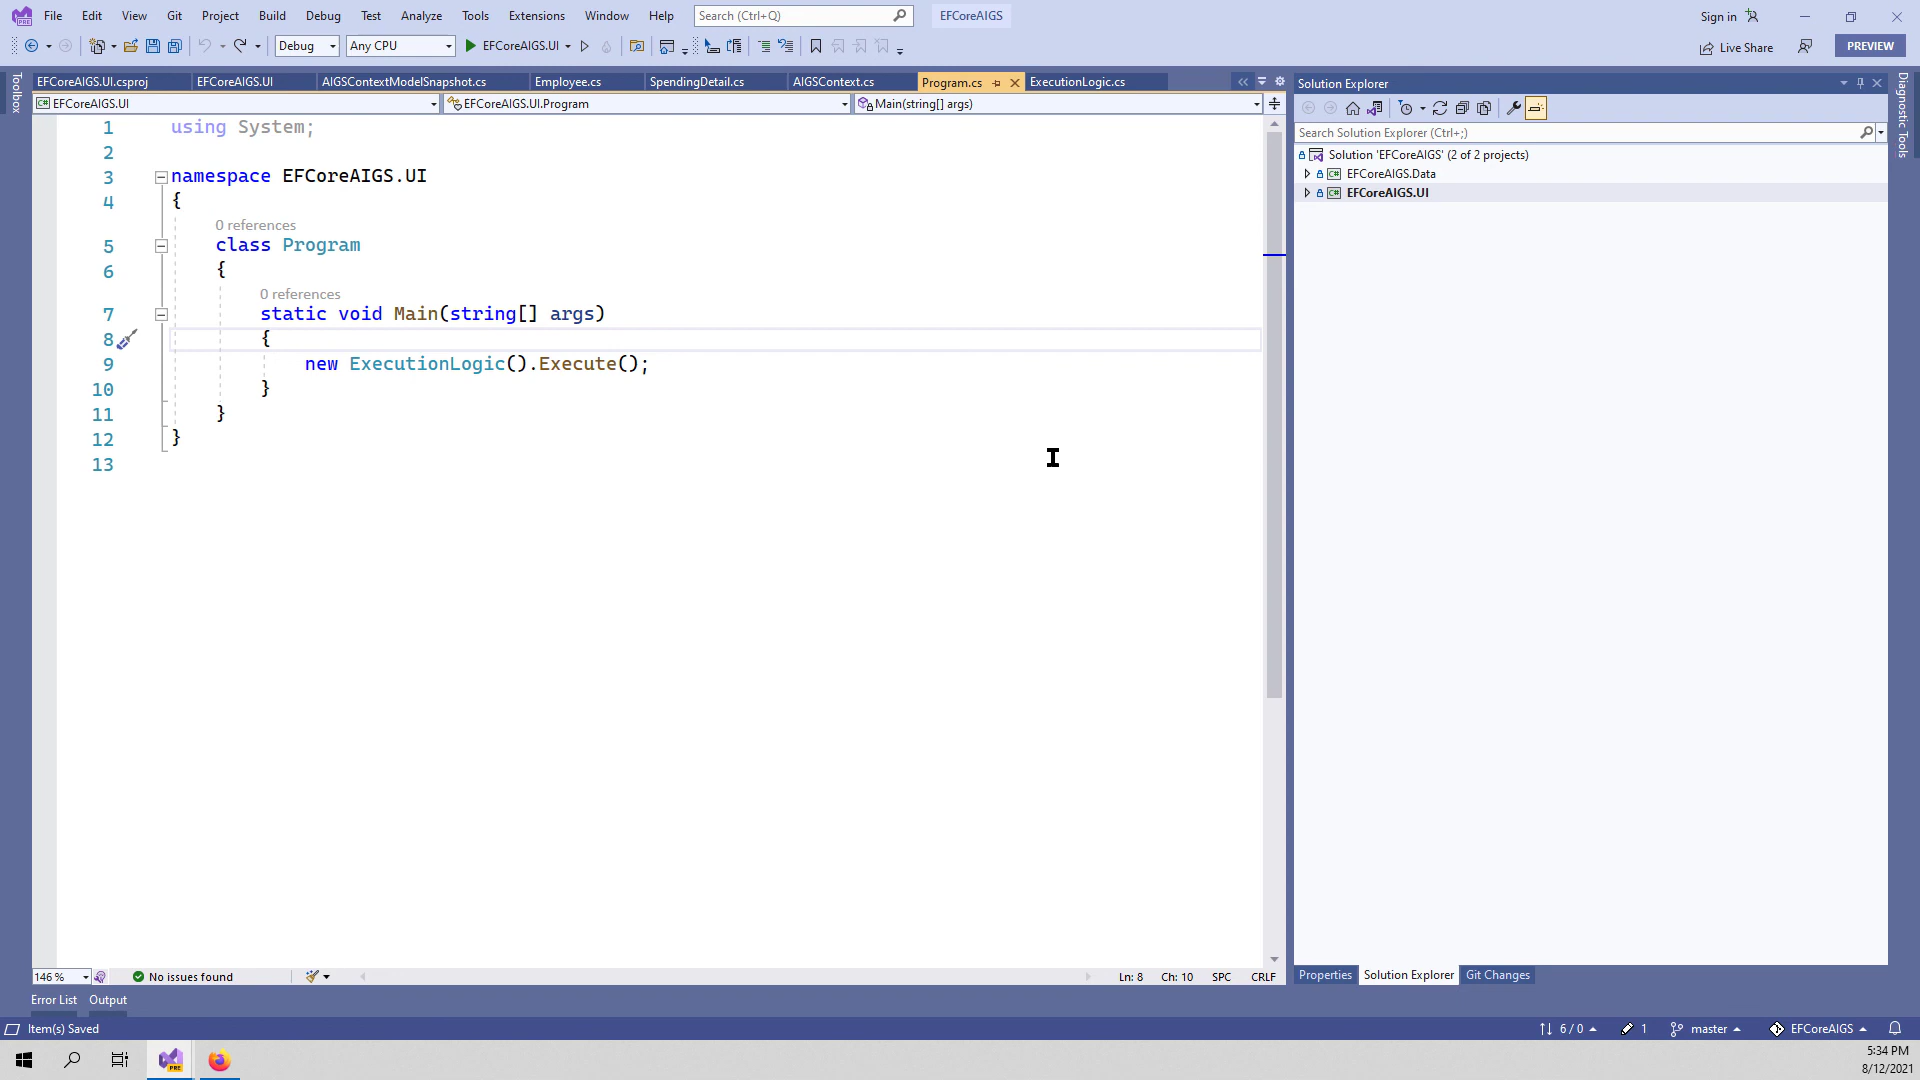 File Edit View Git Project Build Debug Test Analyze Tools Extensions Window Help Search (Ctrl+Q) EFCoreAIGS Sign in
Debug Any CPU EFCoreAIGS.UI Live Share PREVIEW
EFCoreAIGS.UI.csproj EFCoreAIGS.UI AIGSContextModelSnapshot.cs Employee.cs SpendingDetail.cs AIGSContext.cs Program.cs ExecutionLogic.cs
EFCoreAIGS.UI EFCoreAIGS.UI.Program Main(string[] args)
Toolbox
1 using System;
2
3 namespace EFCoreAIGS.UI
4 {
0 references
5 class Program
6 {
0 references
7 static void Main(string[] args)
8 {
9 new ExecutionLogic().Execute();
10 }
11 }
12 }
13
146 % No issues found Ln: 8 Ch: 10 SPC CRLF
Solution Explorer
Search Solution Explorer (Ctrl+;)
Solution 'EFCoreAIGS' (2 of 2 projects)
EFCoreAIGS.Data
EFCoreAIGS.UI
Diagnostic Tools
Properties Solution Explorer Git Changes
Error List Output
Item(s) Saved 6 / 0 1 master EFCoreAIGS
PRE
5:34 PM
8/12/2021